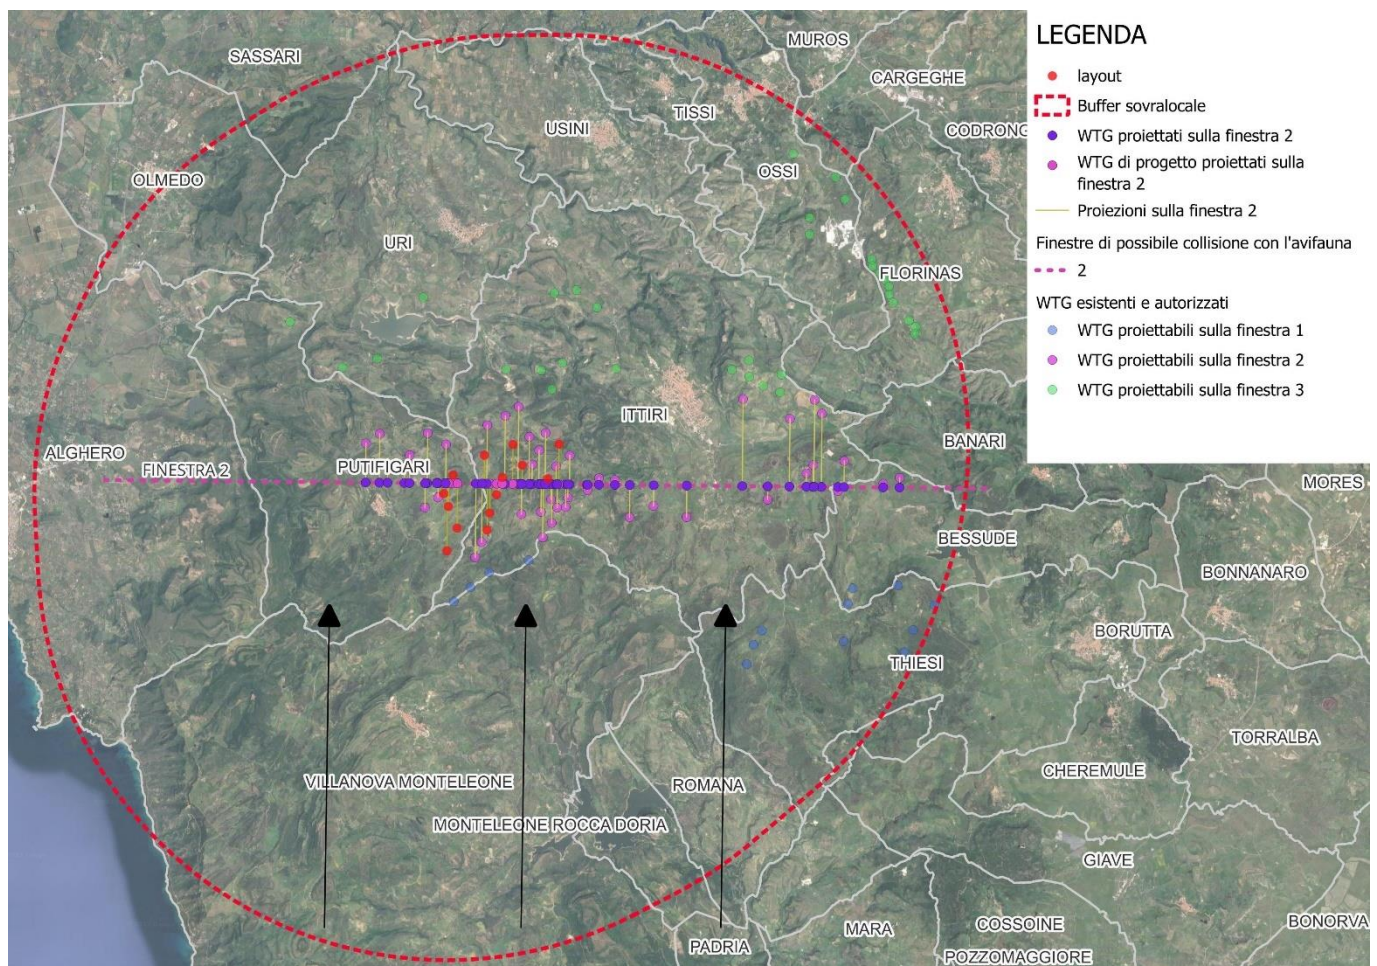 SASSARI
MUROS
CARGEGHE
TISSI
CODRONG
USINI
OSSI
OLMEDO
URI
FLORINAS
ITTIRI
BANARI
ALGHERO
FINESTRA 2
PUTIFIGARI
MORES
BESSUDE
BONNANARO
BORUTTA
THIESI
TORRALBA
CHEREMULE
VILLANOVA MONTELEONE
ROMANA
MONTELEONE ROCCA DORIA
GIAVE
MARA
COSSOINE
BONORVA
PADRIA
POZZOMAGGIORE
LEGENDA
layout
Buffer sovralocale
WTG proiettati sulla finestra 2
WTG di progetto proiettati sulla
finestra 2
Proiezioni sulla finestra 2
Finestre di possibile collisione con l'avifauna
2
WTG esistenti e autorizzati
WTG proiettabili sulla finestra 1
WTG proiettabili sulla finestra 2
WTG proiettabili sulla finestra 3